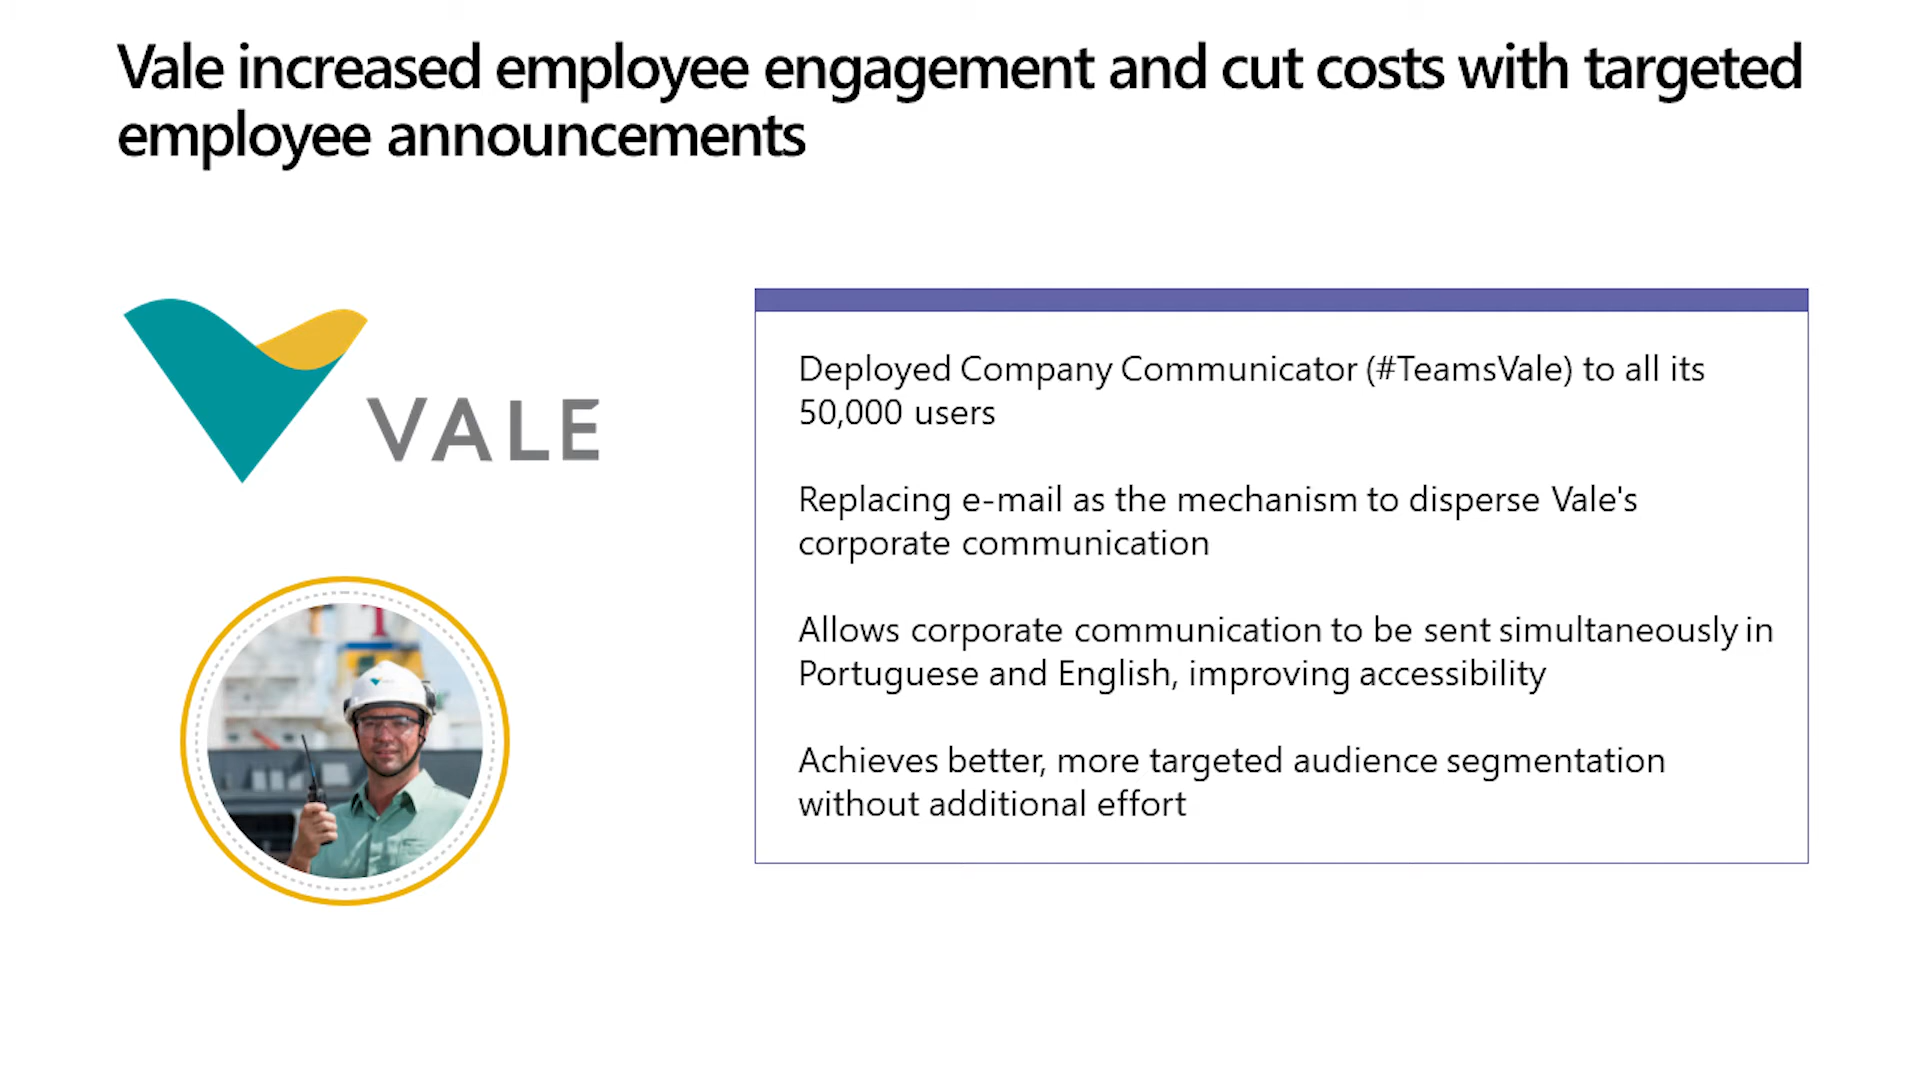 Vale increased employee engagement and cut costs with targeted
employee announcements
VALE
Deployed Company Communicator (#TeamsVale) to all its
50,000 users
Replacing e-mail as the mechanism to disperse Vale's
corporate communication
Allows corporate communication to be sent simultaneously in
Portuguese and English, improving accessibility
Achieves better, more targeted audience segmentation
without additional effort